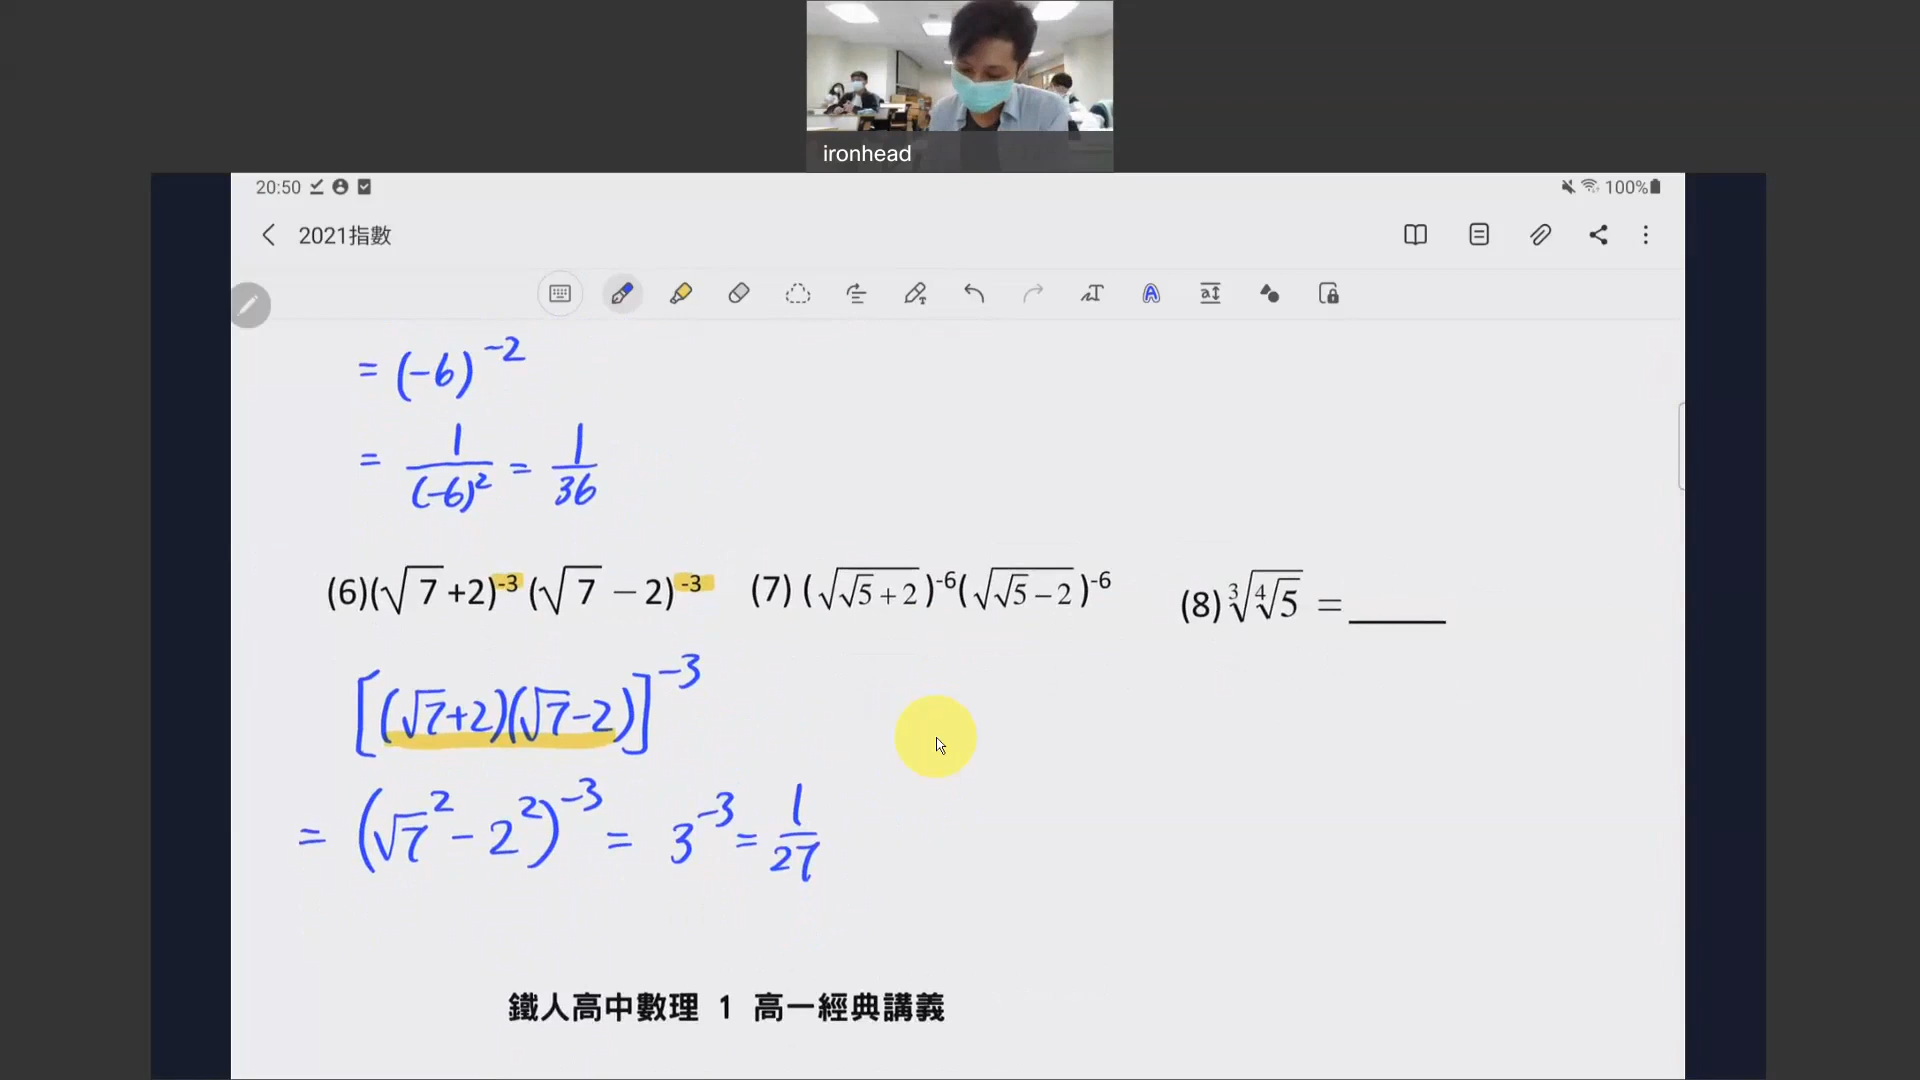 ironhead
20:50 100%
2021指數
= (-6)^-2
= 1/(-6)^2 = 1/36
(6)(√7+2)^-3 (√7 − 2)^-3 (7) (√(√5+2))^-6(√(√5−2))^-6 (8) ∛(∜5) = _____
[(√7+2)(√7-2)]^-3
= (√7^2 - 2^2)^-3 = 3^-3 = 1/27
鐵人高中數理 1 高一經典講義